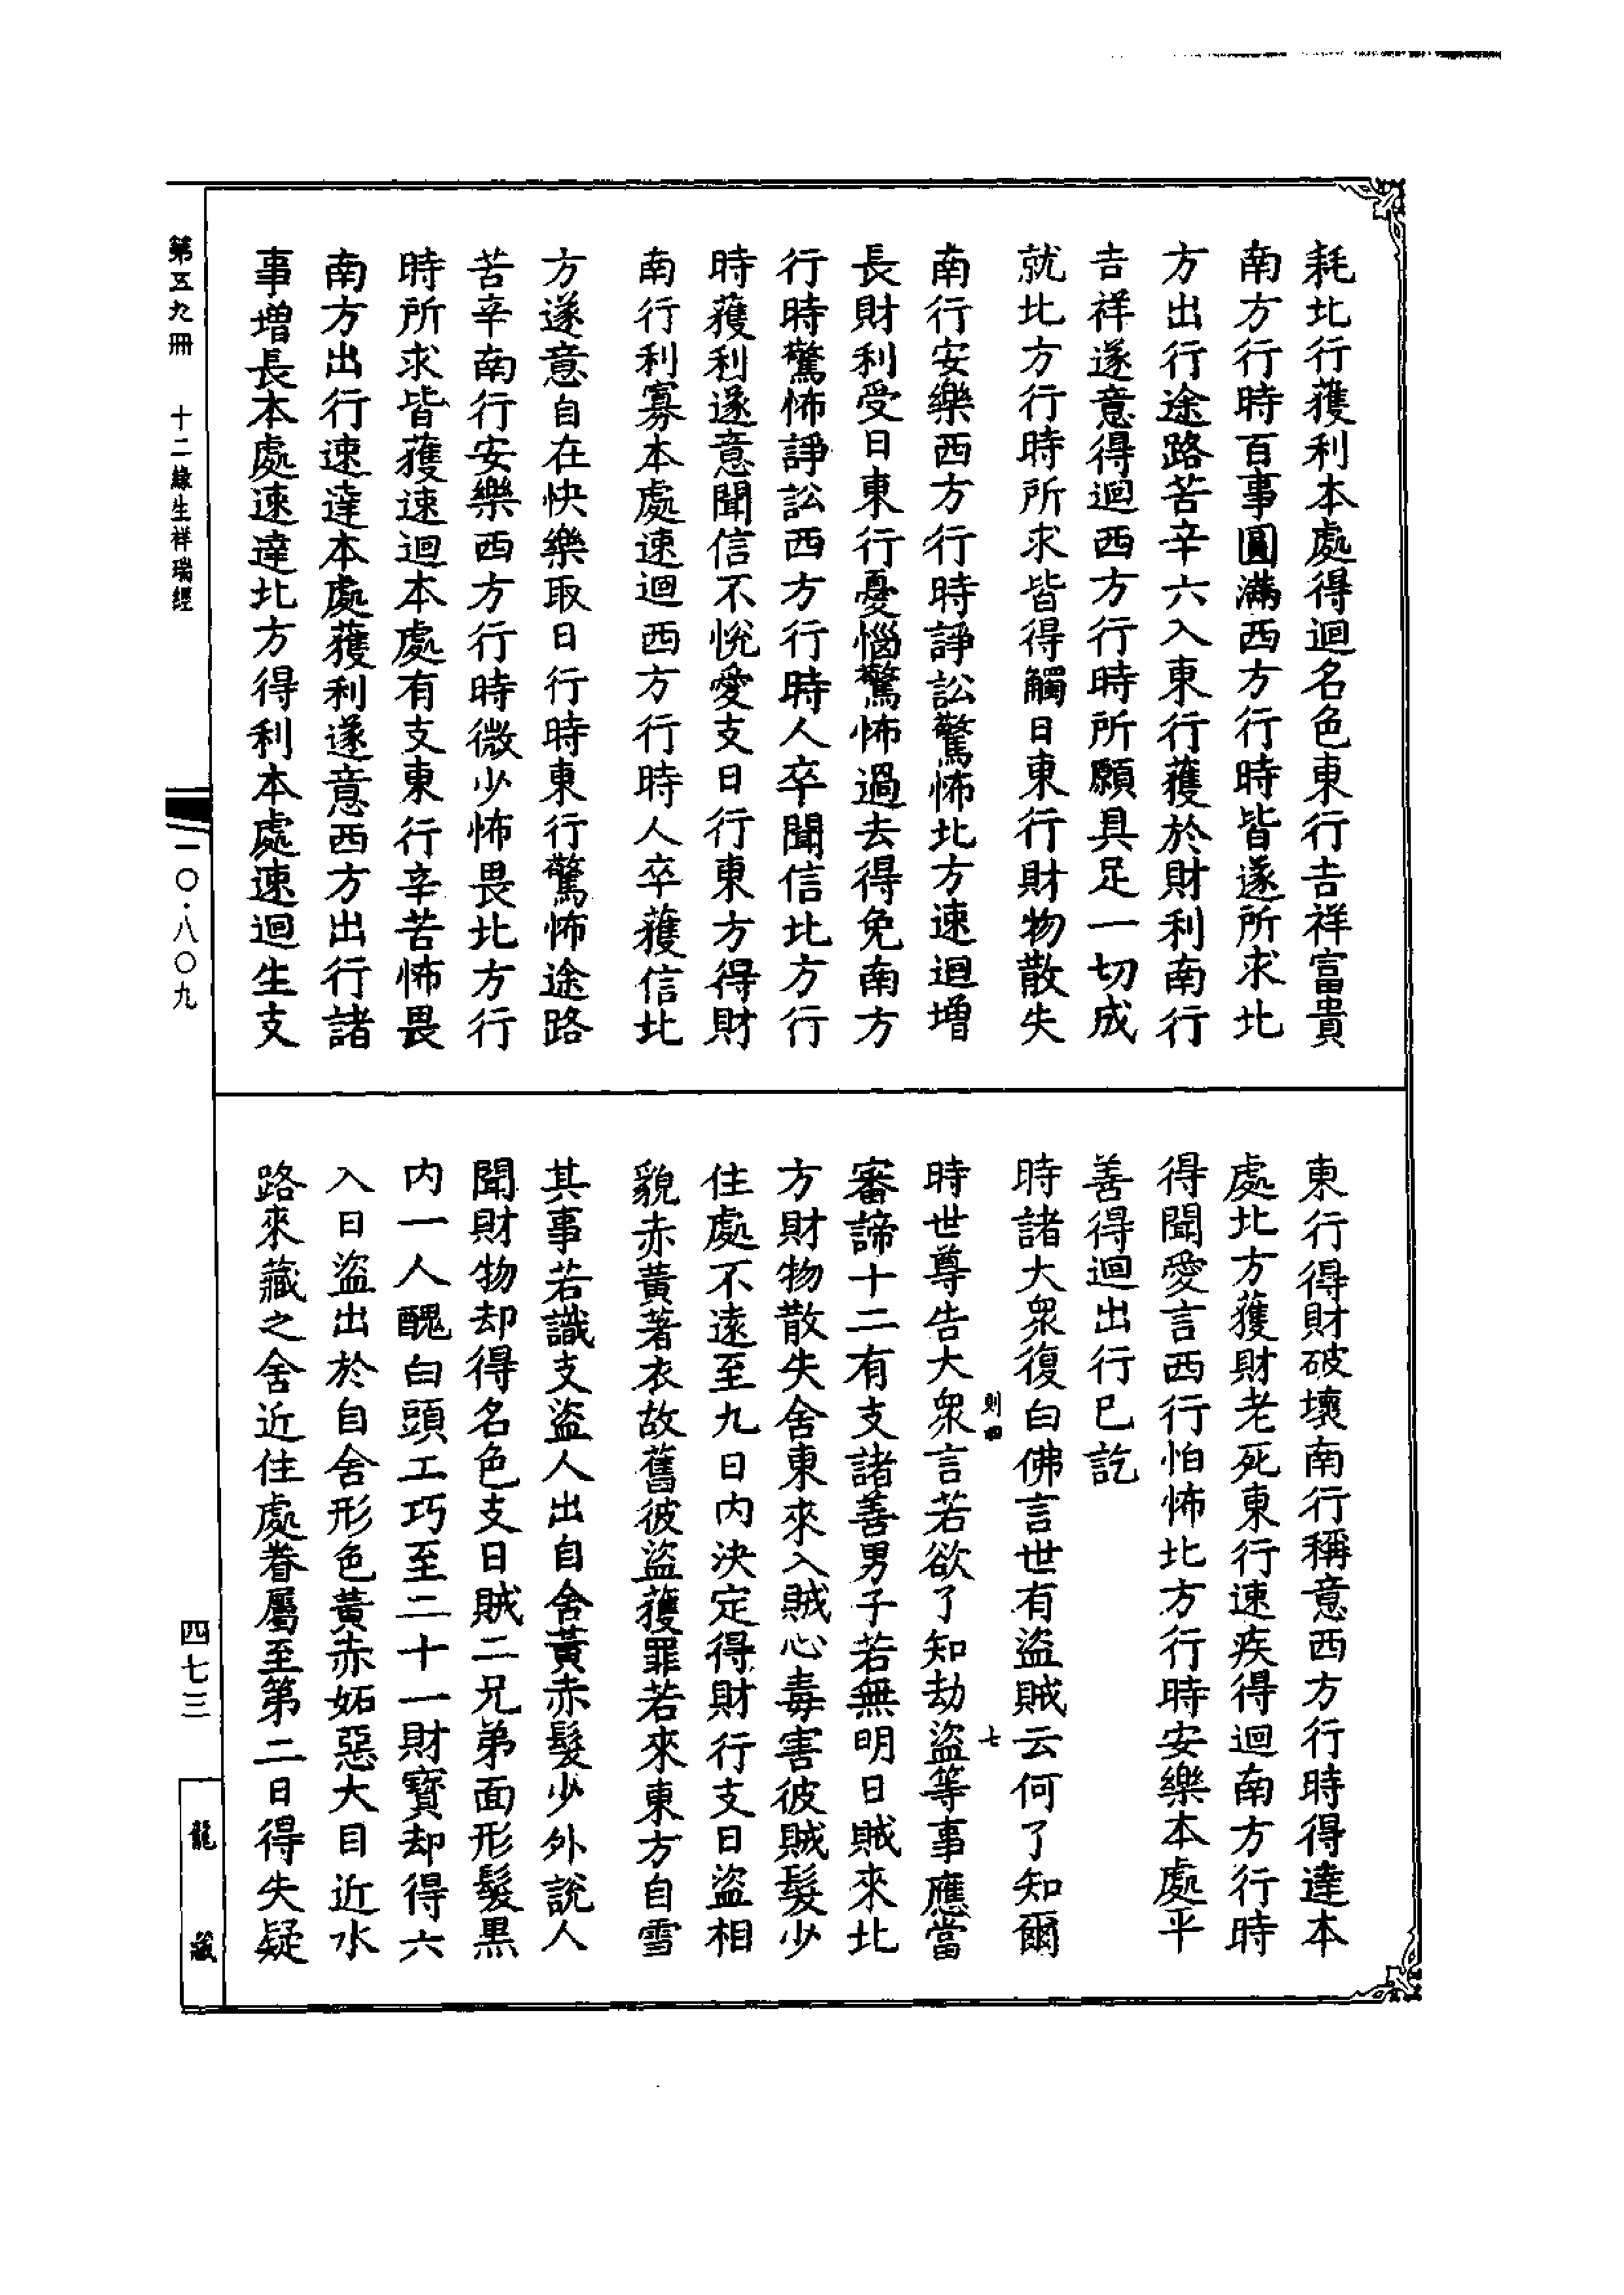 耗北行獲利本處得迴名色東行吉祥富貴
南方行時百事圓滿西方行時皆遂所求北
方出行途路苦辛六入東行獲於財利南行
吉祥遂意得迴西方行時所願具足一切成
就北方行時所求皆得觸日東行財物散失
南行安樂西方行時諍訟驚怖北方速迴增
長財利受日東行憂惱驚怖過去得免南方
行時驚怖諍訟西方行時人卒聞信北方行
時獲利遂意聞信不悅愛支日行東方得財
南行利寡本處速迴西方行時人卒獲信北
方遂意自在快樂取日行時東行驚怖途路
苦辛南行安樂西方行時微少怖畏北方行
時所求皆獲速迴本處有支東行辛苦怖畏
南方出行速達本處獲利遂意西方出行諸
事增長本處速達北方得利本處速迴生支
東行得財破壞南行稱意西方行時得達本
處北方獲財老死東行速疾得迴南方行時
得聞愛言西行怕怖北方行時安樂本處平
善得迴出行已訖
時諸大眾復白佛言世有盜賊云何了知爾
則四 七
時世尊告大眾言若欲了知劫盜等事應當
審諦十二有支諸善男子若無明日賊來北
方財物散失舍東來入賊心毒害彼賊髮少
住處不遠至九日內決定得財行支日盜相
貌赤黃著衣故舊彼盜獲罪若來東方自雪
其事若識支盜人出自舍黃赤髮少外說人
聞財物却得名色支日賊二兄弟面形髮黑
內一人醜白頭工巧至二十一財寶却得六
入日盜出於自舍形色黃赤妬惡大目近水
路來藏之舍近住處眷屬至第二日得失疑
第五九冊 十二緣生祥瑞經
一〇·八〇九
四七三
龍藏